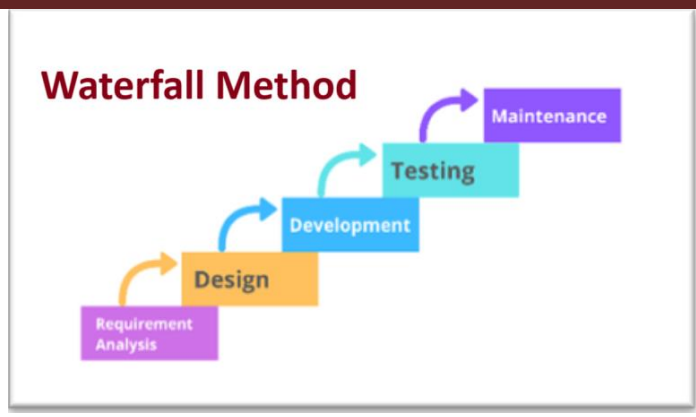 Waterfall Method
Maintenance
Testing
Development
Design
Requirement
Analysis